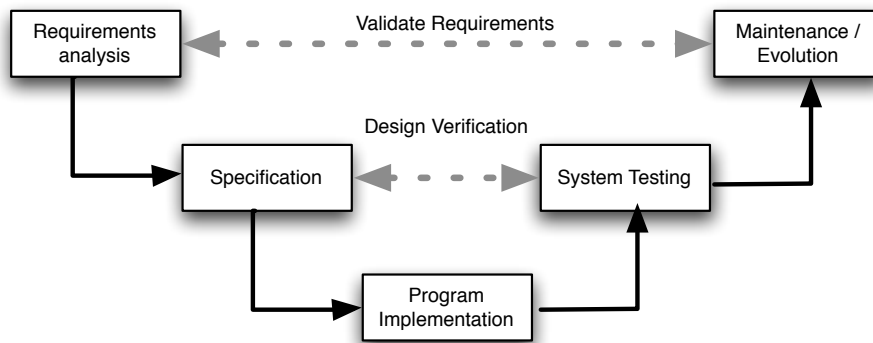 Validate Requirements
Requirements
analysis
Maintenance /
Evolution
Design Verification
Specification
System Testing
Program
Implementation